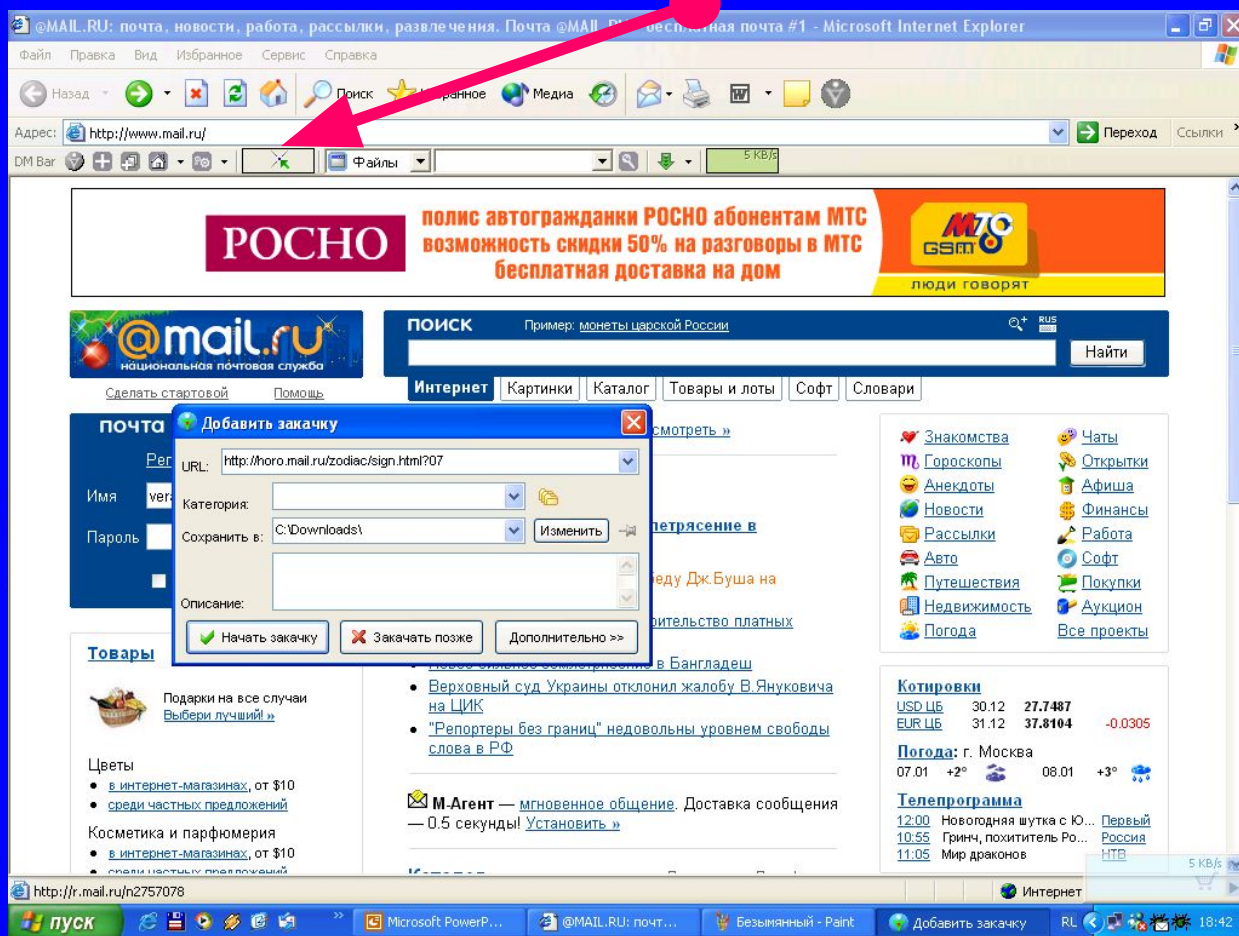 @MAIL.RU: почта, новости, работа, рассылки, развлечения. Почта @MAIL.RU - бесплатная почта #1 - Microsoft Internet Explorer
Файл Правка Вид Избранное Сервис Справка
Назад Поиск Избранное Медиа
Адрес: http://www.mail.ru/ Переход Ссылки
DM Bar Файлы 5 KB/s
РОСНО
полис автогражданки РОСНО абонентам МТС
возможность скидки 50% на разговоры в МТС
бесплатная доставка на дом
МТС
GSM
люди говорят
@mail.ru
национальная почтовая служба
Сделать стартовой Помощь
ПОИСК Пример: монеты царской России RUS
Найти
Интернет Картинки Каталог Товары и лоты Софт Словари
почта
Рег
Имя vera
Пароль
смотреть »
петрясение в
беду Дж.Буша на
ительство платных
Добавить закачку
URL: http://horo.mail.ru/zodiac/sign.html?07
Категория:
Сохранить в: C:\Downloads\ Изменить
Описание:
Начать закачку Закачать позже Дополнительно >>
Знакомства Чаты
Гороскопы Открытки
Анекдоты Афиша
Новости Финансы
Рассылки Работа
Авто Софт
Путешествия Покупки
Недвижимость Аукцион
Погода Все проекты
Товары
Подарки на все случаи
Выбери лучший! »
Цветы
в интернет-магазинах, от $10
среди частных предложений
Косметика и парфюмерия
в интернет-магазинах, от $10
среди частных предложений
Новое сильное землетрясение в Бангладеш
Верховный суд Украины отклонил жалобу В.Януковича
на ЦИК
"Репортеры без границ" недовольны уровнем свободы
слова в РФ
М-Агент — мгновенное общение. Доставка сообщения
— 0.5 секунды! Установить »
Котировки
USD ЦБ 30.12 27.7487
EUR ЦБ 31.12 37.8104 -0.0305
Погода: г. Москва
07.01 +2° 08.01 +3°
Телепрограмма
12:00 Новогодняя шутка с Ю... Первый
10:55 Гринч, похититель Ро... Россия
11:05 Мир драконов НТВ
5 KB/s
http://r.mail.ru/n2757078 Интернет
пуск Microsoft PowerP... @MAIL.RU: почт... Безымянный - Paint Добавить закачку RL 18:42